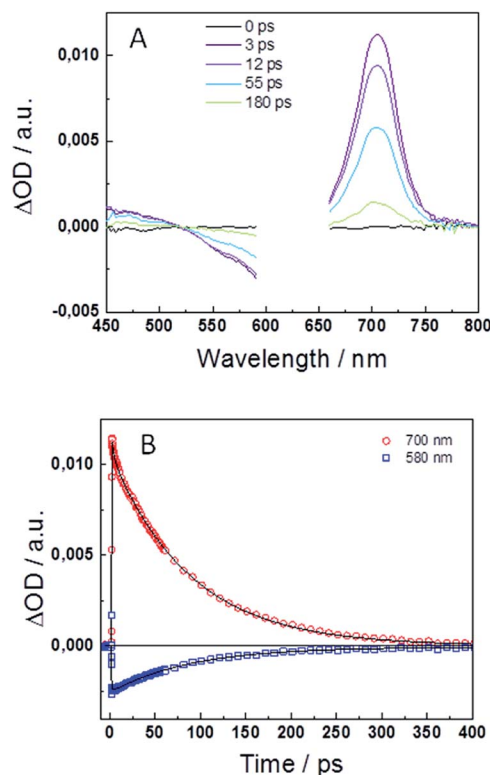 A
0 ps
3 ps
12 ps
55 ps
180 ps
0,010
0,005
0,000
-0,005
ΔOD / a.u.
450 500 550 600 650 700 750 800
Wavelength / nm
B
700 nm
580 nm
0,010
0,005
0,000
ΔOD / a.u.
0 50 100 150 200 250 300 350 400
Time / ps